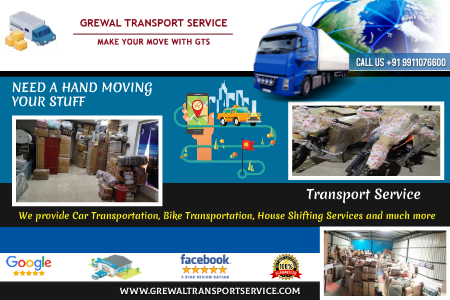 GREWAL TRANSPORT SERVICE
MAKE YOUR MOVE WITH GTS
CALL US +91 9911076600
NEED A HAND MOVING
YOUR STUFF
Transport Service
We provide Car Transportation, Bike Transportation, House Shifting Services and much more
Google
facebook
5 STAR REVIEW RATING
100%
WWW.GREWALTRANSPORTSERVICE.COM